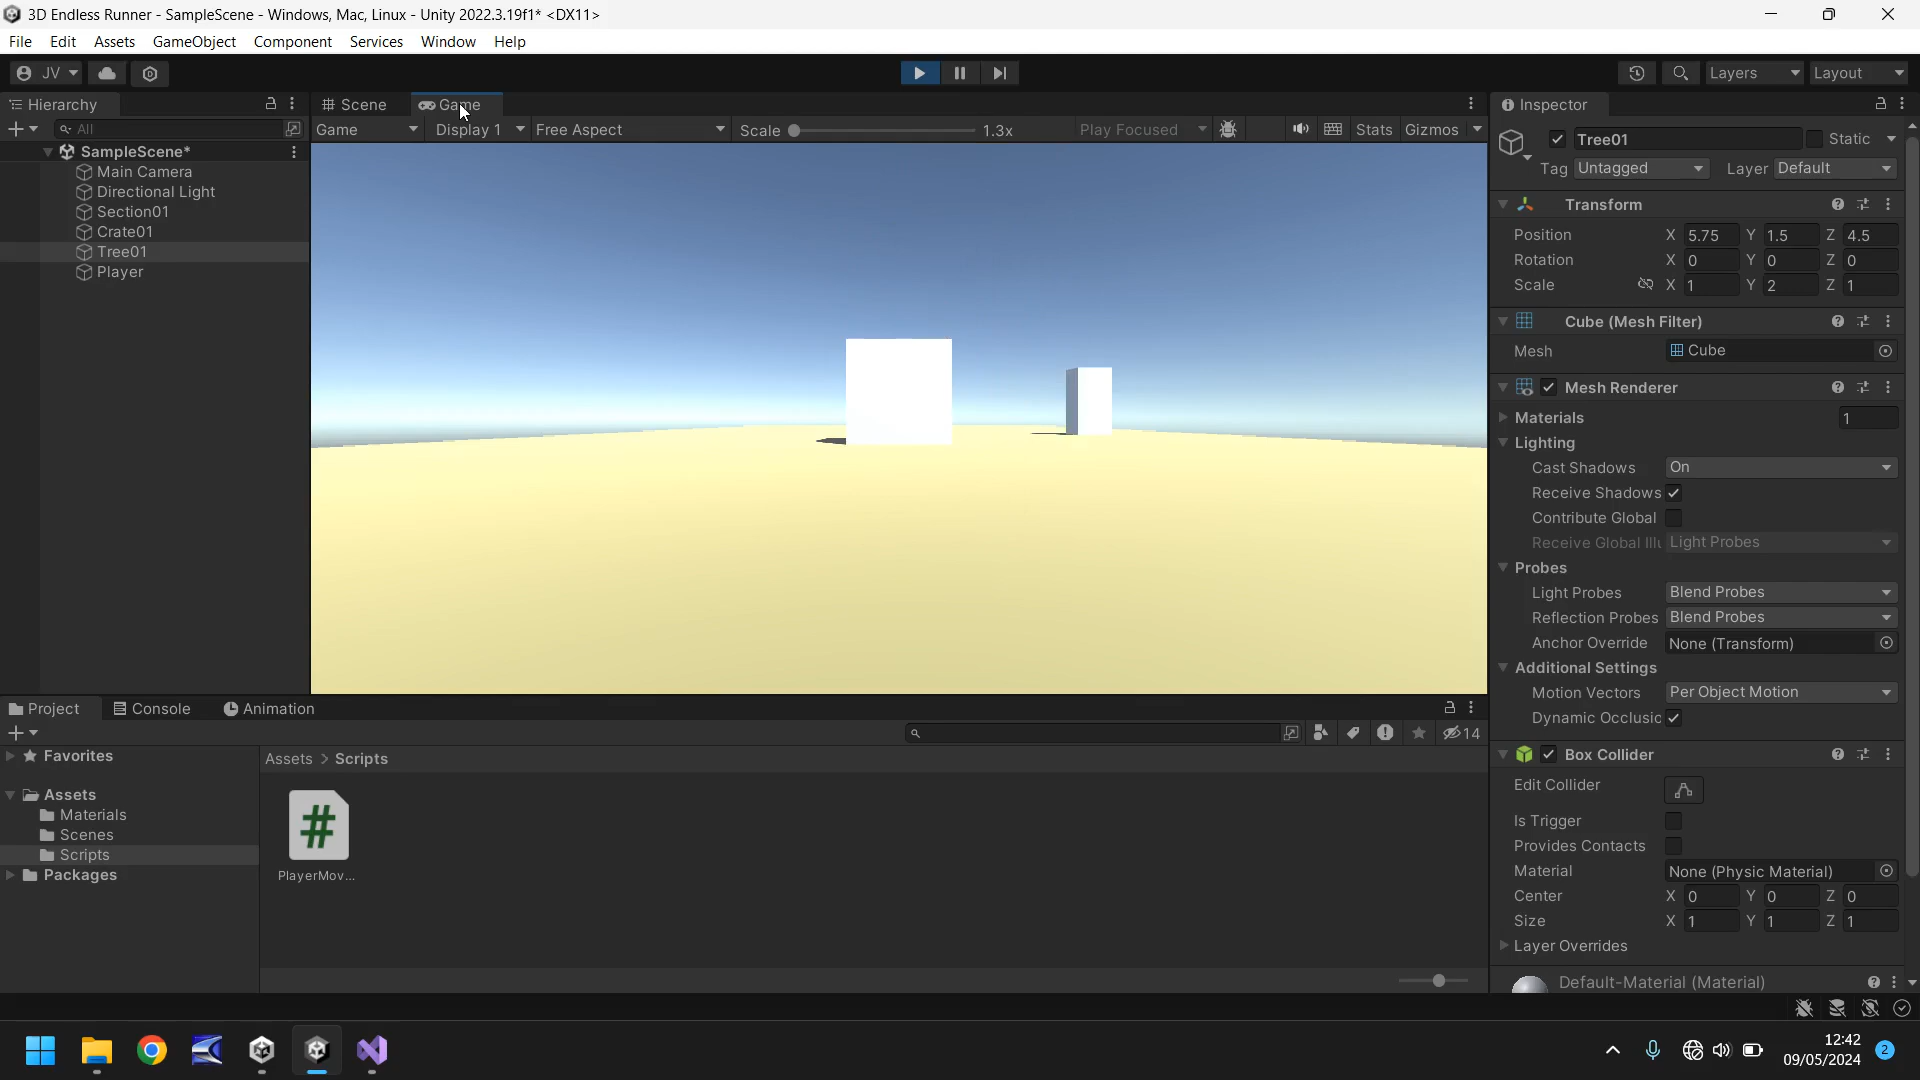 3D Endless Runner - SampleScene - Windows, Mac, Linux - Unity 2022.3.19f1* <DX11>
File Edit Assets GameObject Component Services Window Help
JV Layers Layout
Hierarchy Scene Game Inspector
All Game Display 1 Free Aspect Scale 1.3x Play Focused Stats Gizmos
SampleScene*
Main Camera
Directional Light
Section01
Crate01
Tree01
Player
Tree01 Static
Tag Untagged Layer Default
Transform
Position X 5.75 Y 1.5 Z 4.5
Rotation X 0 Y 0 Z 0
Scale X 1 Y 2 Z 1
Cube (Mesh Filter)
Mesh Cube
Mesh Renderer
Materials 1
Lighting
Cast Shadows On
Receive Shadows
Contribute Global
Receive Global Illu Light Probes
Probes
Light Probes Blend Probes
Reflection Probes Blend Probes
Anchor Override None (Transform)
Additional Settings
Motion Vectors Per Object Motion
Dynamic Occlusic
Box Collider
Edit Collider
Is Trigger
Provides Contacts
Material None (Physic Material)
Center X 0 Y 0 Z 0
Size X 1 Y 1 Z 1
Layer Overrides
Default-Material (Material)
Project Console Animation
14
Favorites
Assets
Materials
Scenes
Scripts
Packages
Assets > Scripts
#
PlayerMov...
12:42
09/05/2024
2